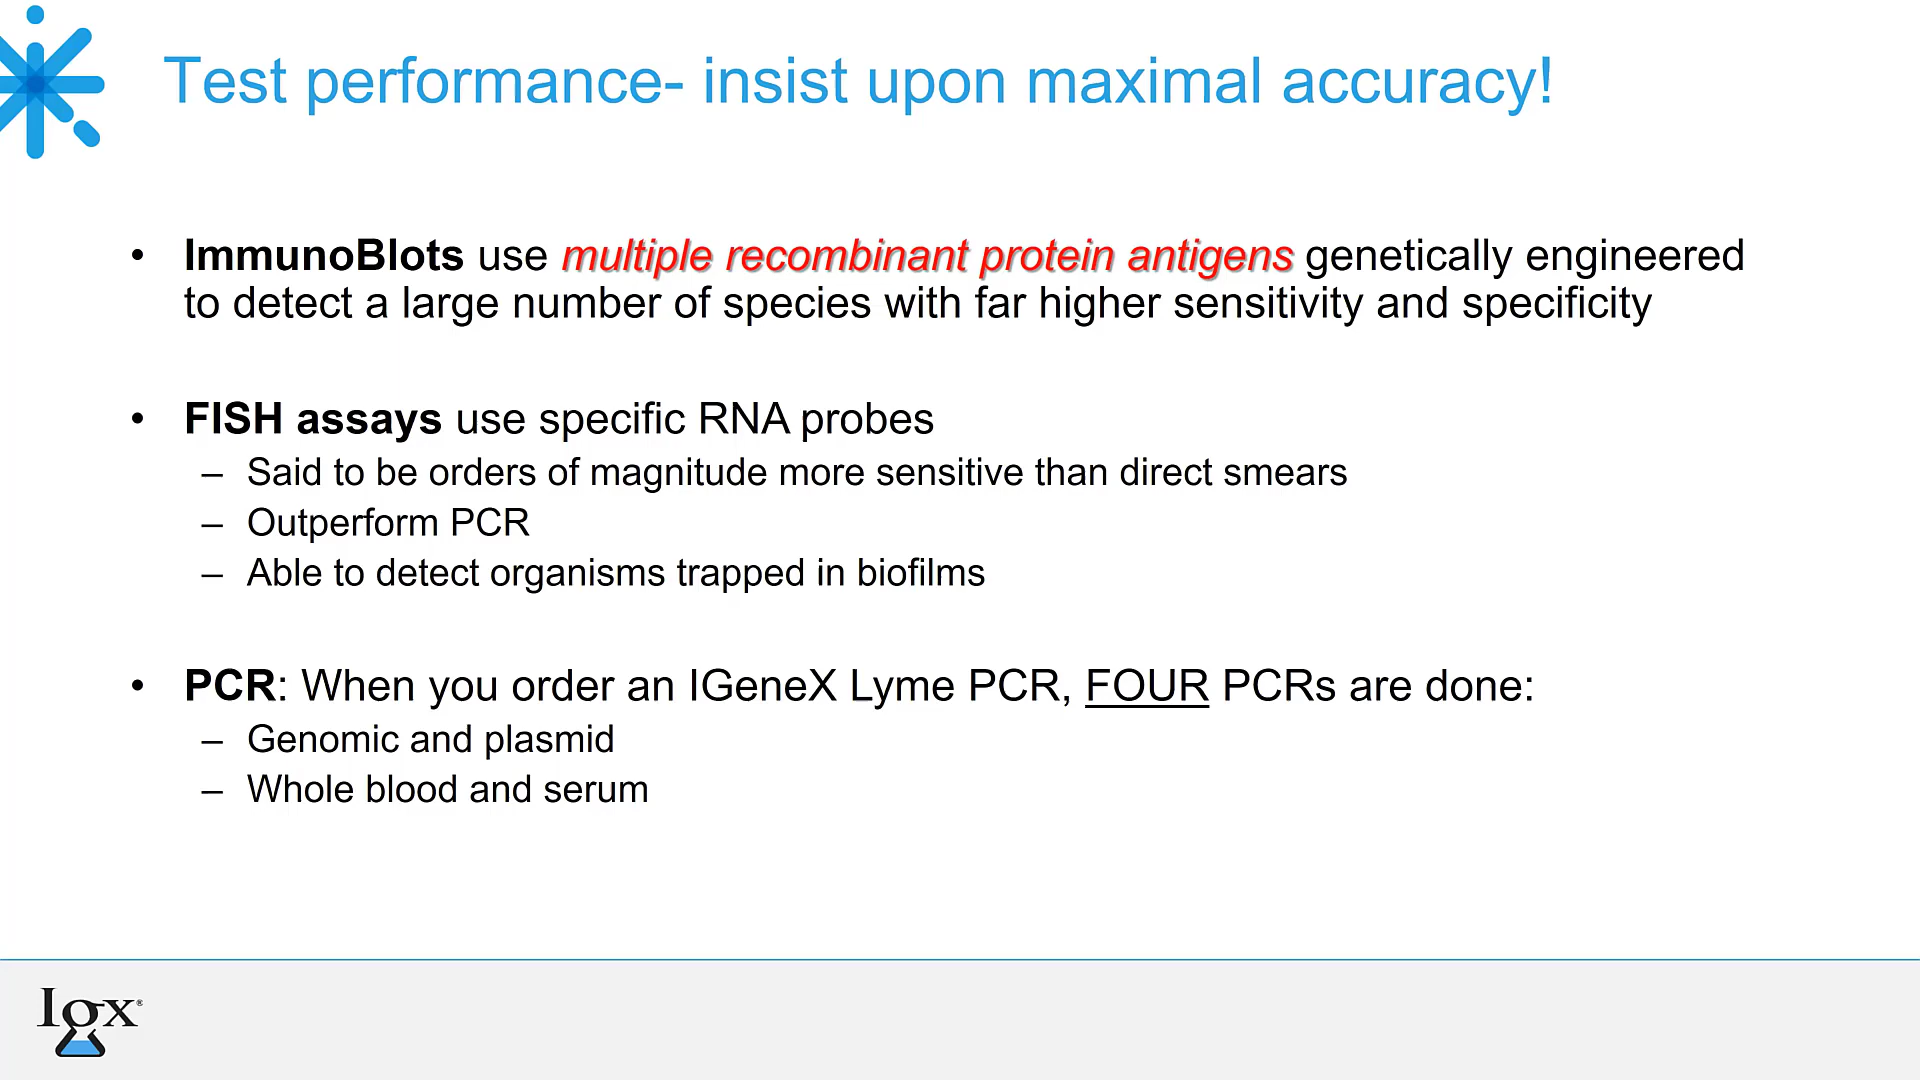 Test performance- insist upon maximal accuracy!
• ImmunoBlots use multiple recombinant protein antigens genetically engineered
to detect a large number of species with far higher sensitivity and specificity
• FISH assays use specific RNA probes
– Said to be orders of magnitude more sensitive than direct smears
– Outperform PCR
– Able to detect organisms trapped in biofilms
• PCR: When you order an IGeneX Lyme PCR, FOUR PCRs are done:
– Genomic and plasmid
– Whole blood and serum
Igx®